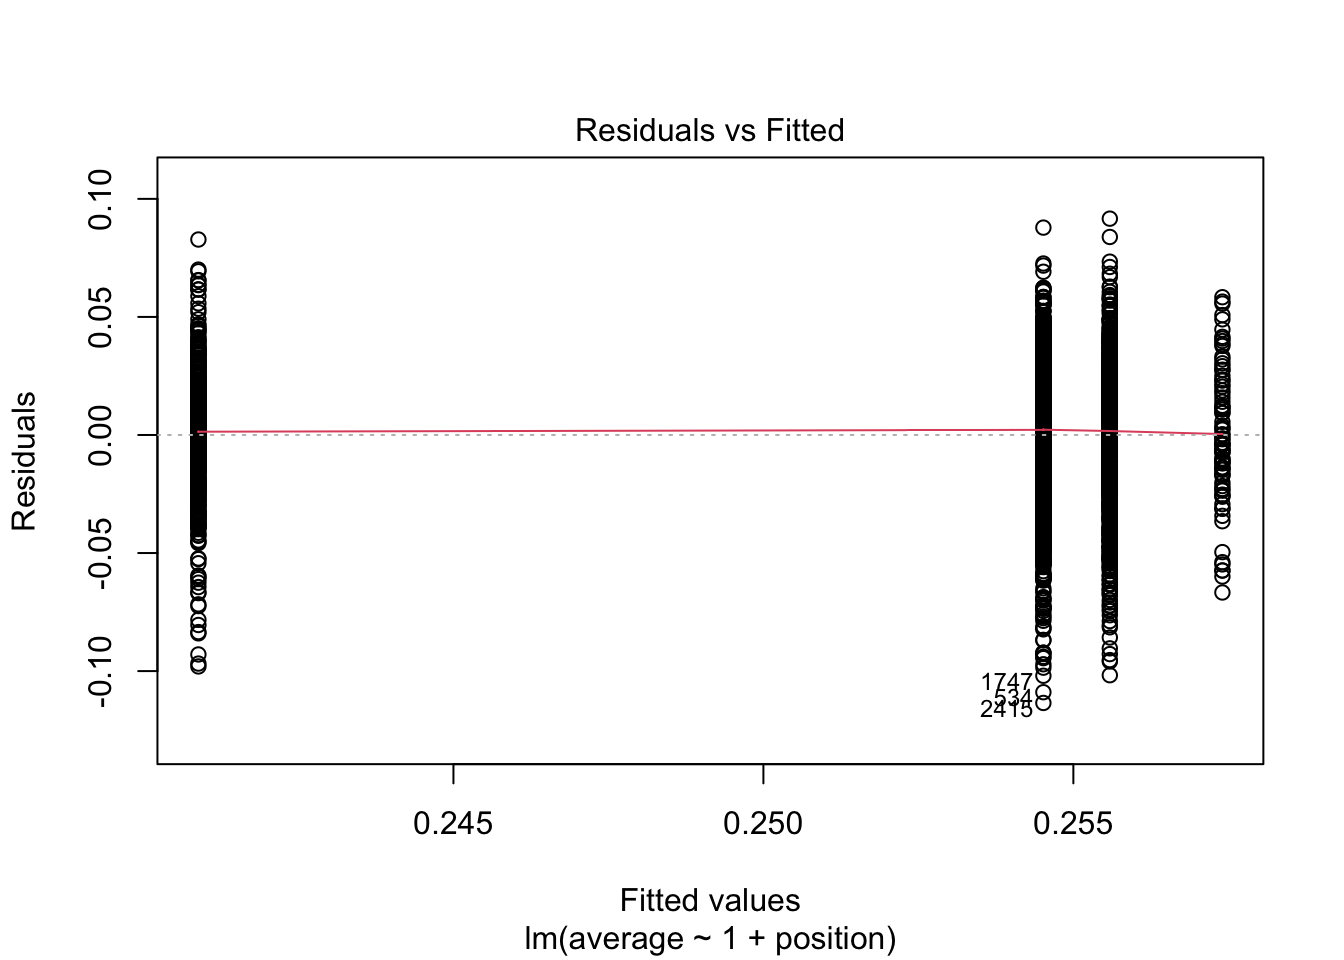 Residuals vs Fitted
Residuals
0.10
0.05
0.00
-0.05
-0.10
1747
534
2415
0.245
0.250
0.255
Fitted values
lm(average ~ 1 + position)